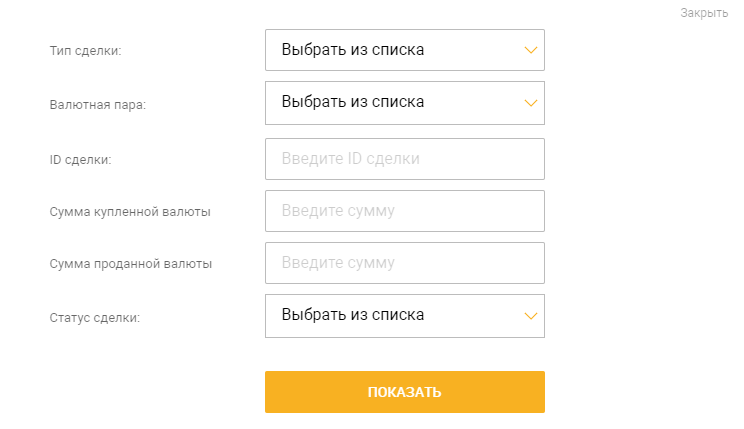 Закрыть
Тип сделки: Выбрать из списка
Валютная пара: Выбрать из списка
ID сделки: Введите ID сделки
Сумма купленной валюты Введите сумму
Сумма проданной валюты Введите сумму
Статус сделки: Выбрать из списка
ПОКАЗАТЬ